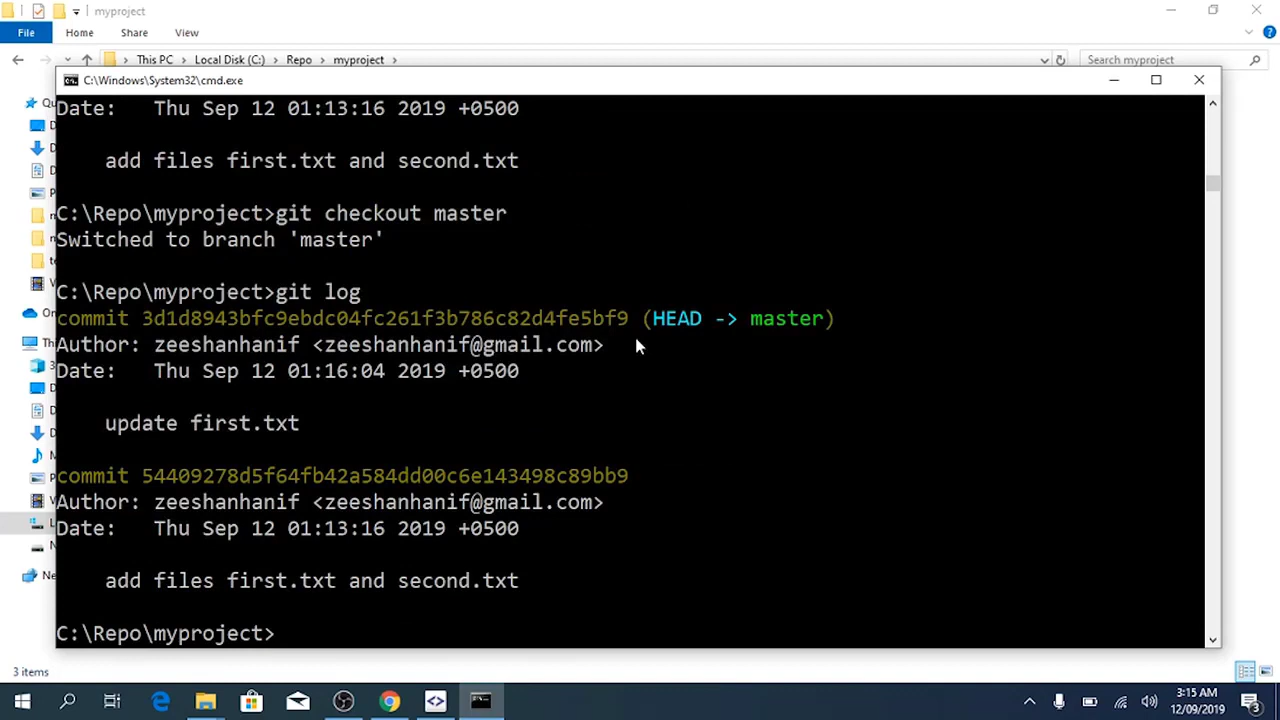 myproject
File Home Share View
This PC Local Disk (C:) Repo myproject
Search myproject
C:\Windows\System32\cmd.exe
Date: Thu Sep 12 01:13:16 2019 +0500
add files first.txt and second.txt
C:\Repo\myproject>git checkout master
Switched to branch 'master'
C:\Repo\myproject>git log
commit 3d1d8943bfc9ebdc04fc261f3b786c82d4fe5bf9 (HEAD -> master)
Author: zeeshanhanif <zeeshanhanif@gmail.com>
Date: Thu Sep 12 01:16:04 2019 +0500
update first.txt
commit 54409278d5f64fb42a584dd00c6e143498c89bb9
Author: zeeshanhanif <zeeshanhanif@gmail.com>
Date: Thu Sep 12 01:13:16 2019 +0500
add files first.txt and second.txt
C:\Repo\myproject>
3 items
3:15 AM
12/09/2019
3